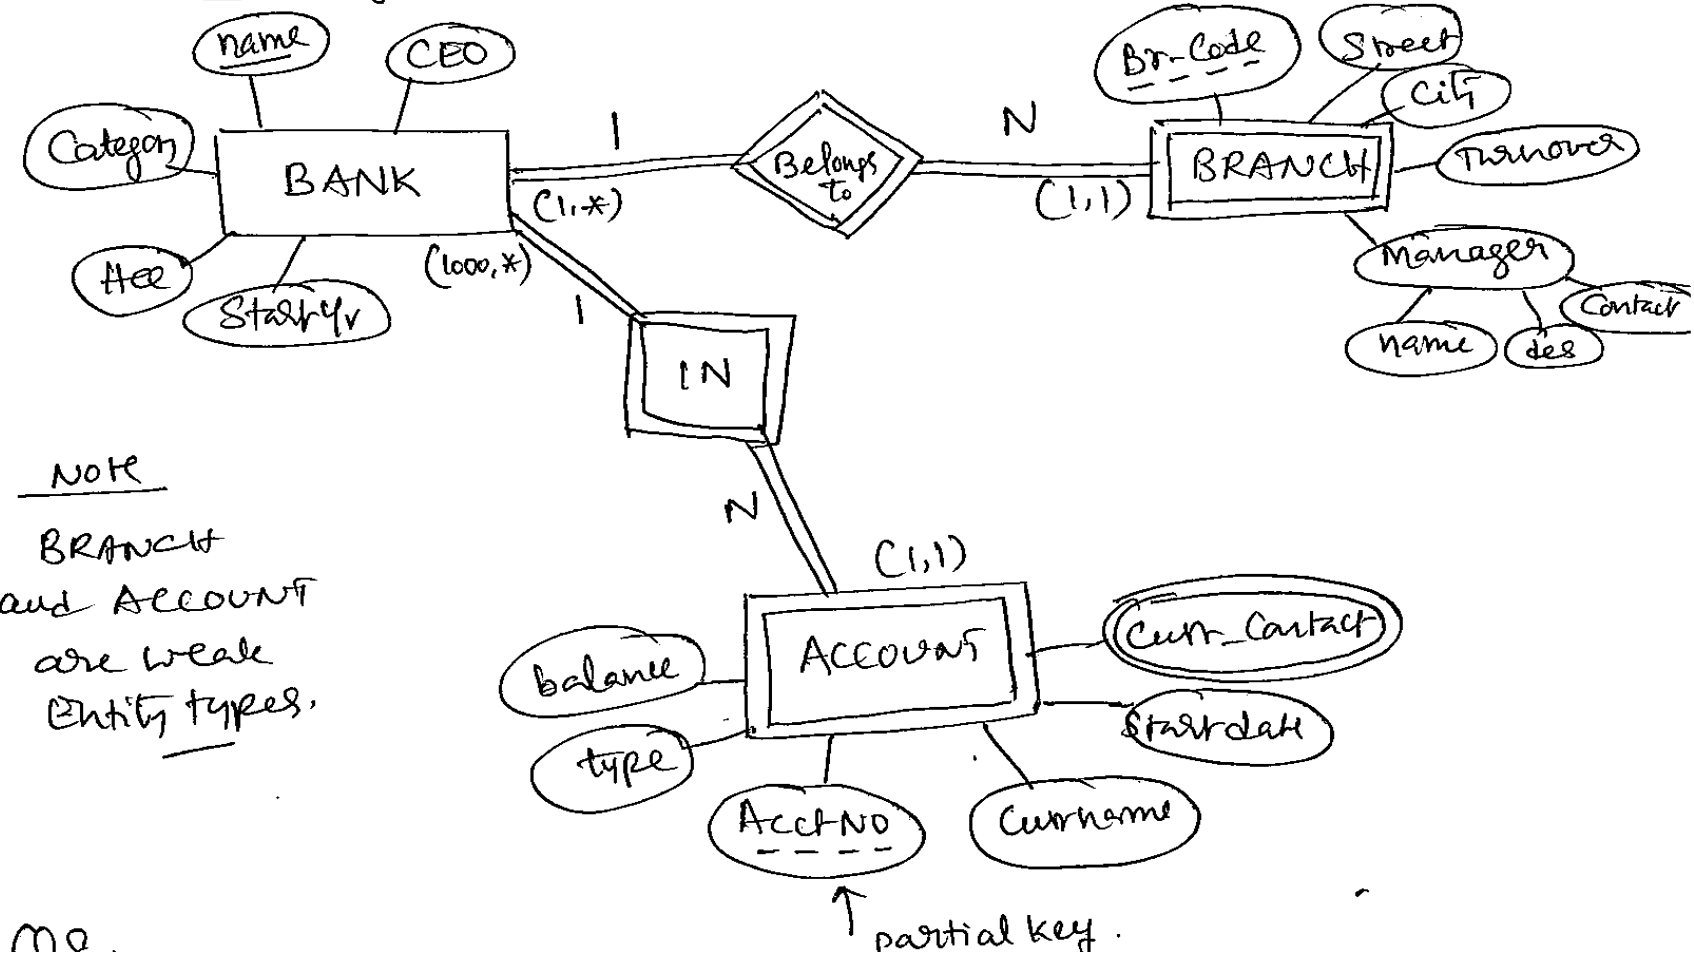 name
CEO
Category
BANK
Hee
Start Yr
1
(1,*)
Belongs
to
N
(1,1)
Br-Code
Street
City
BRANCH
Turnover
Manager
name
des
Contact
(1000,*)
1
IN
N
(1,1)
Note
BRANCH
and ACCOUNT
are weak
Entity types.
ACCOUNT
balance
type
AcctNO
Custname
Startdate
Cust_Contact
partial key.